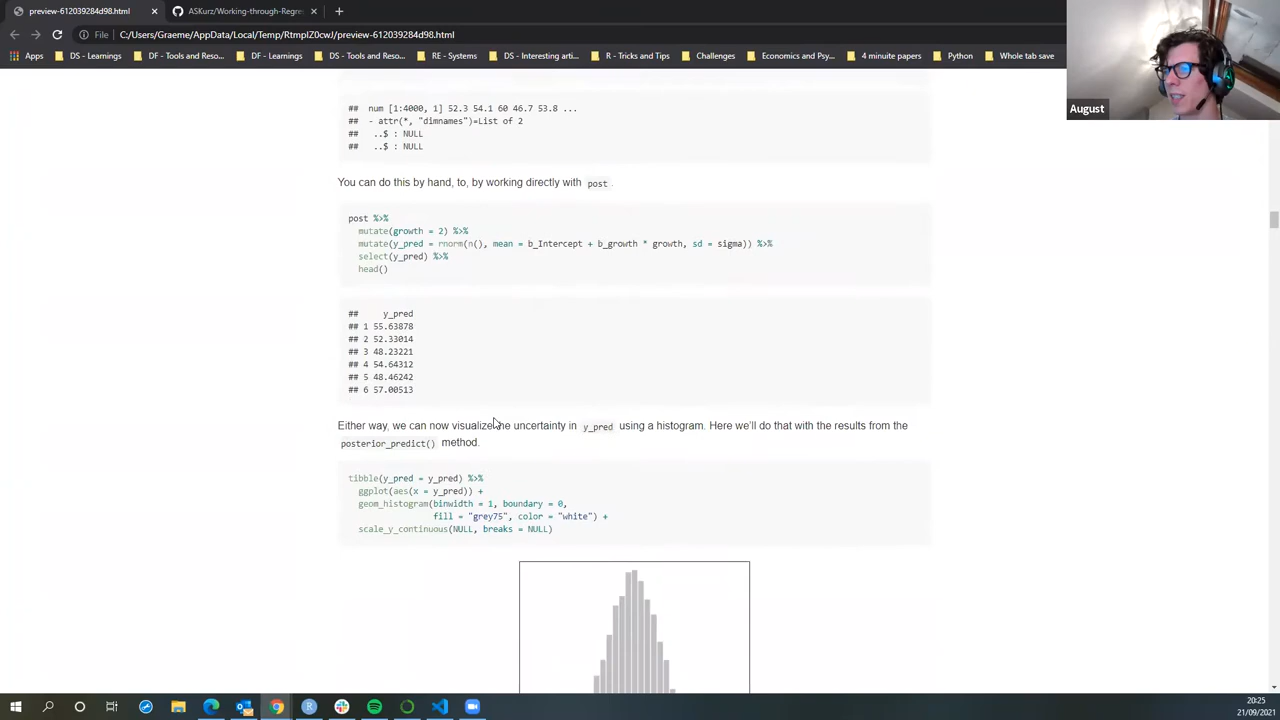 preview-612039284d98.html
ASKurz/Working-through-Regres
File
C:/Users/Graeme/AppData/Local/Temp/RtmpIZ0cwJ/preview-612039284d98.html
Apps
DS - Learnings
DF - Tools and Reso...
DF - Learnings
DS - Tools and Reso...
RE - Systems
DS - Interesting arti...
R - Tricks and Tips
Challenges
Economics and Psy...
4 minuite papers
Python
Whole tab save
August
## num [1:4000, 1] 52.3 54.1 60 46.7 53.8 ...
## - attr(*, "dimnames")=List of 2
## ..$ : NULL
## ..$ : NULL
You can do this by hand, to, by working directly with post.
post %>%
mutate(growth = 2) %>%
mutate(y_pred = rnorm(n(), mean = b_Intercept + b_growth * growth, sd = sigma)) %>%
select(y_pred) %>%
head()
## y_pred
## 1 55.63878
## 2 52.33014
## 3 48.23221
## 4 54.64312
## 5 48.46242
## 6 57.00513
Either way, we can now visualize he uncertainty in y_pred using a histogram. Here we'll do that with the results from the
posterior_predict() method.
tibble(y_pred = y_pred) %>%
ggplot(aes(x = y_pred)) +
geom_histogram(binwidth = 1, boundary = 0,
fill = "grey75", color = "white") +
scale_y_continuous(NULL, breaks = NULL)
20:25
21/09/2021